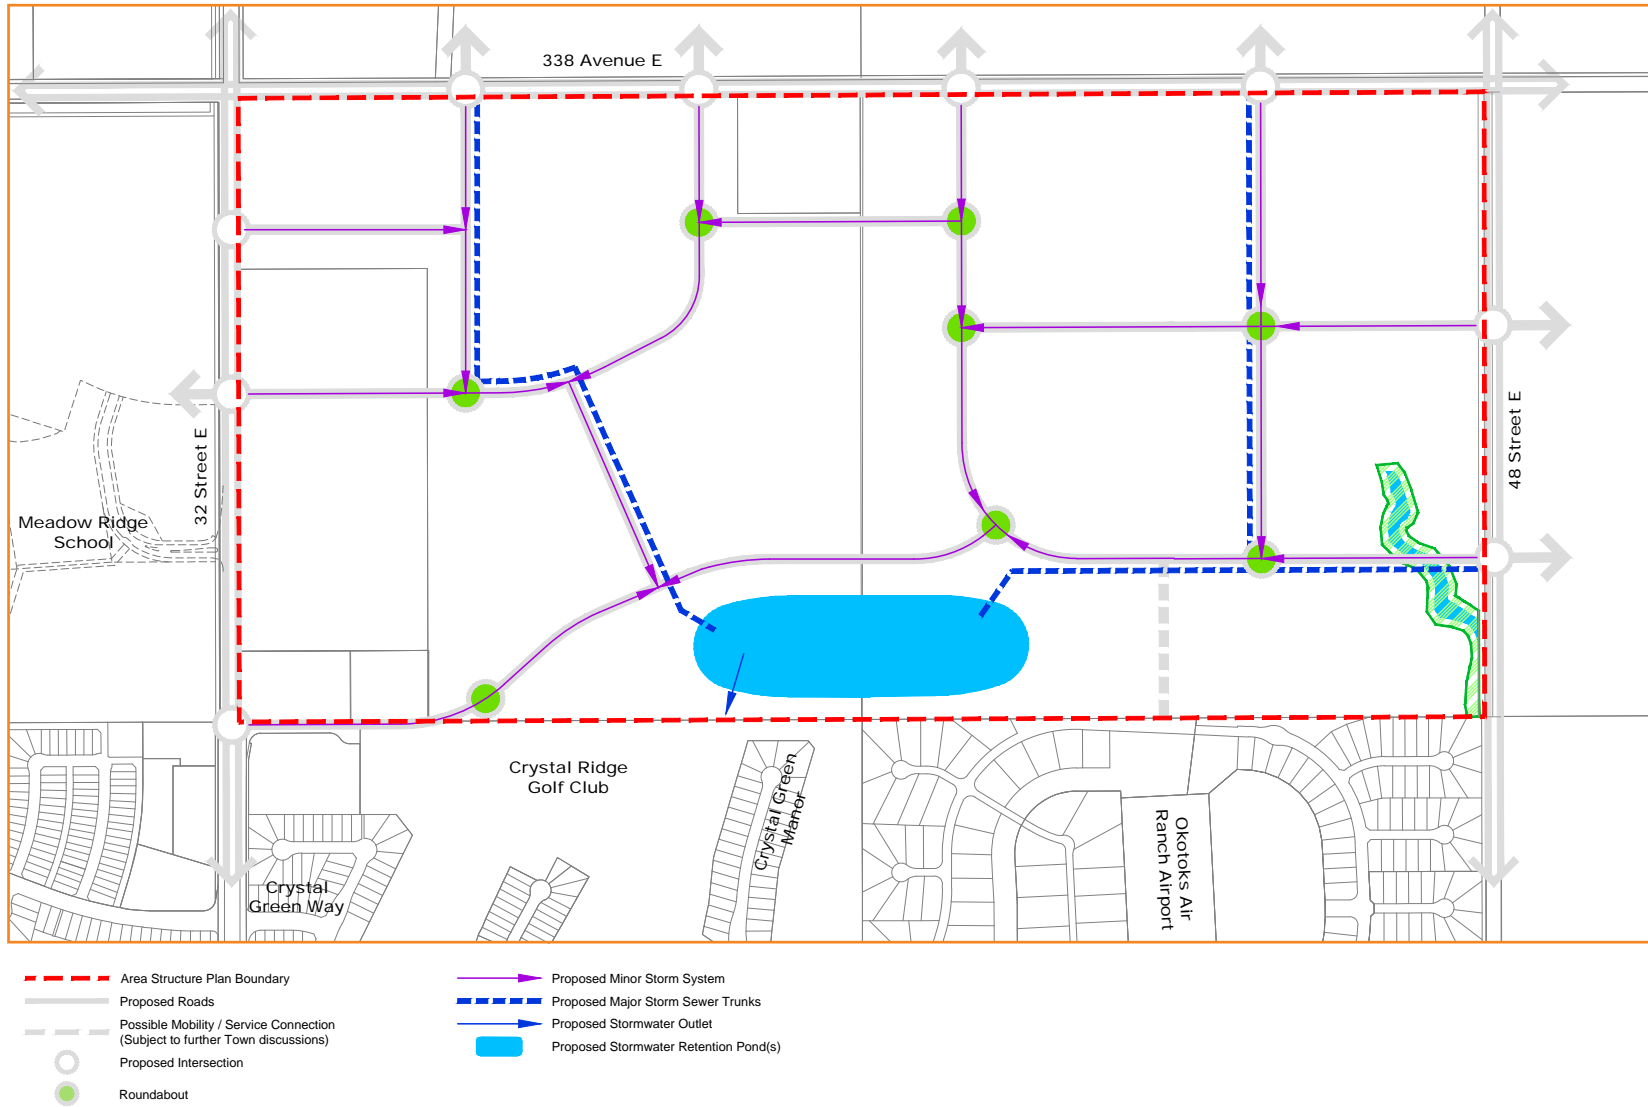 338 Avenue E
32 Street E
48 Street E
Meadow Ridge
School
Crystal Ridge
Golf Club
Crystal Green
Manor
Okotoks Air
Ranch Airport
Crystal
Green Way
Area Structure Plan Boundary
Proposed Roads
Possible Mobility / Service Connection
(Subject to further Town discussions)
Proposed Intersection
Roundabout
Proposed Minor Storm System
Proposed Major Storm Sewer Trunks
Proposed Stormwater Outlet
Proposed Stormwater Retention Pond(s)